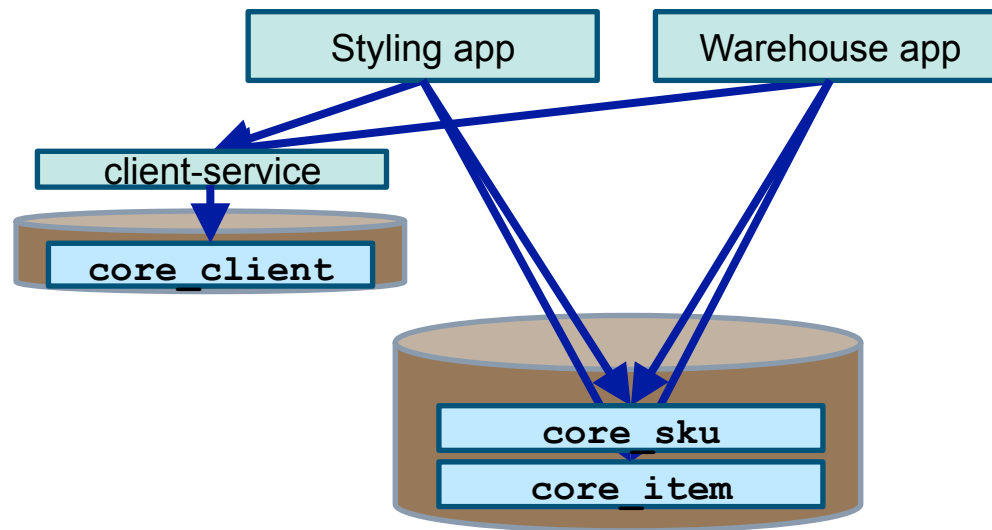 Styling app
Warehouse app
client-service
core_client
core_sku
core_item